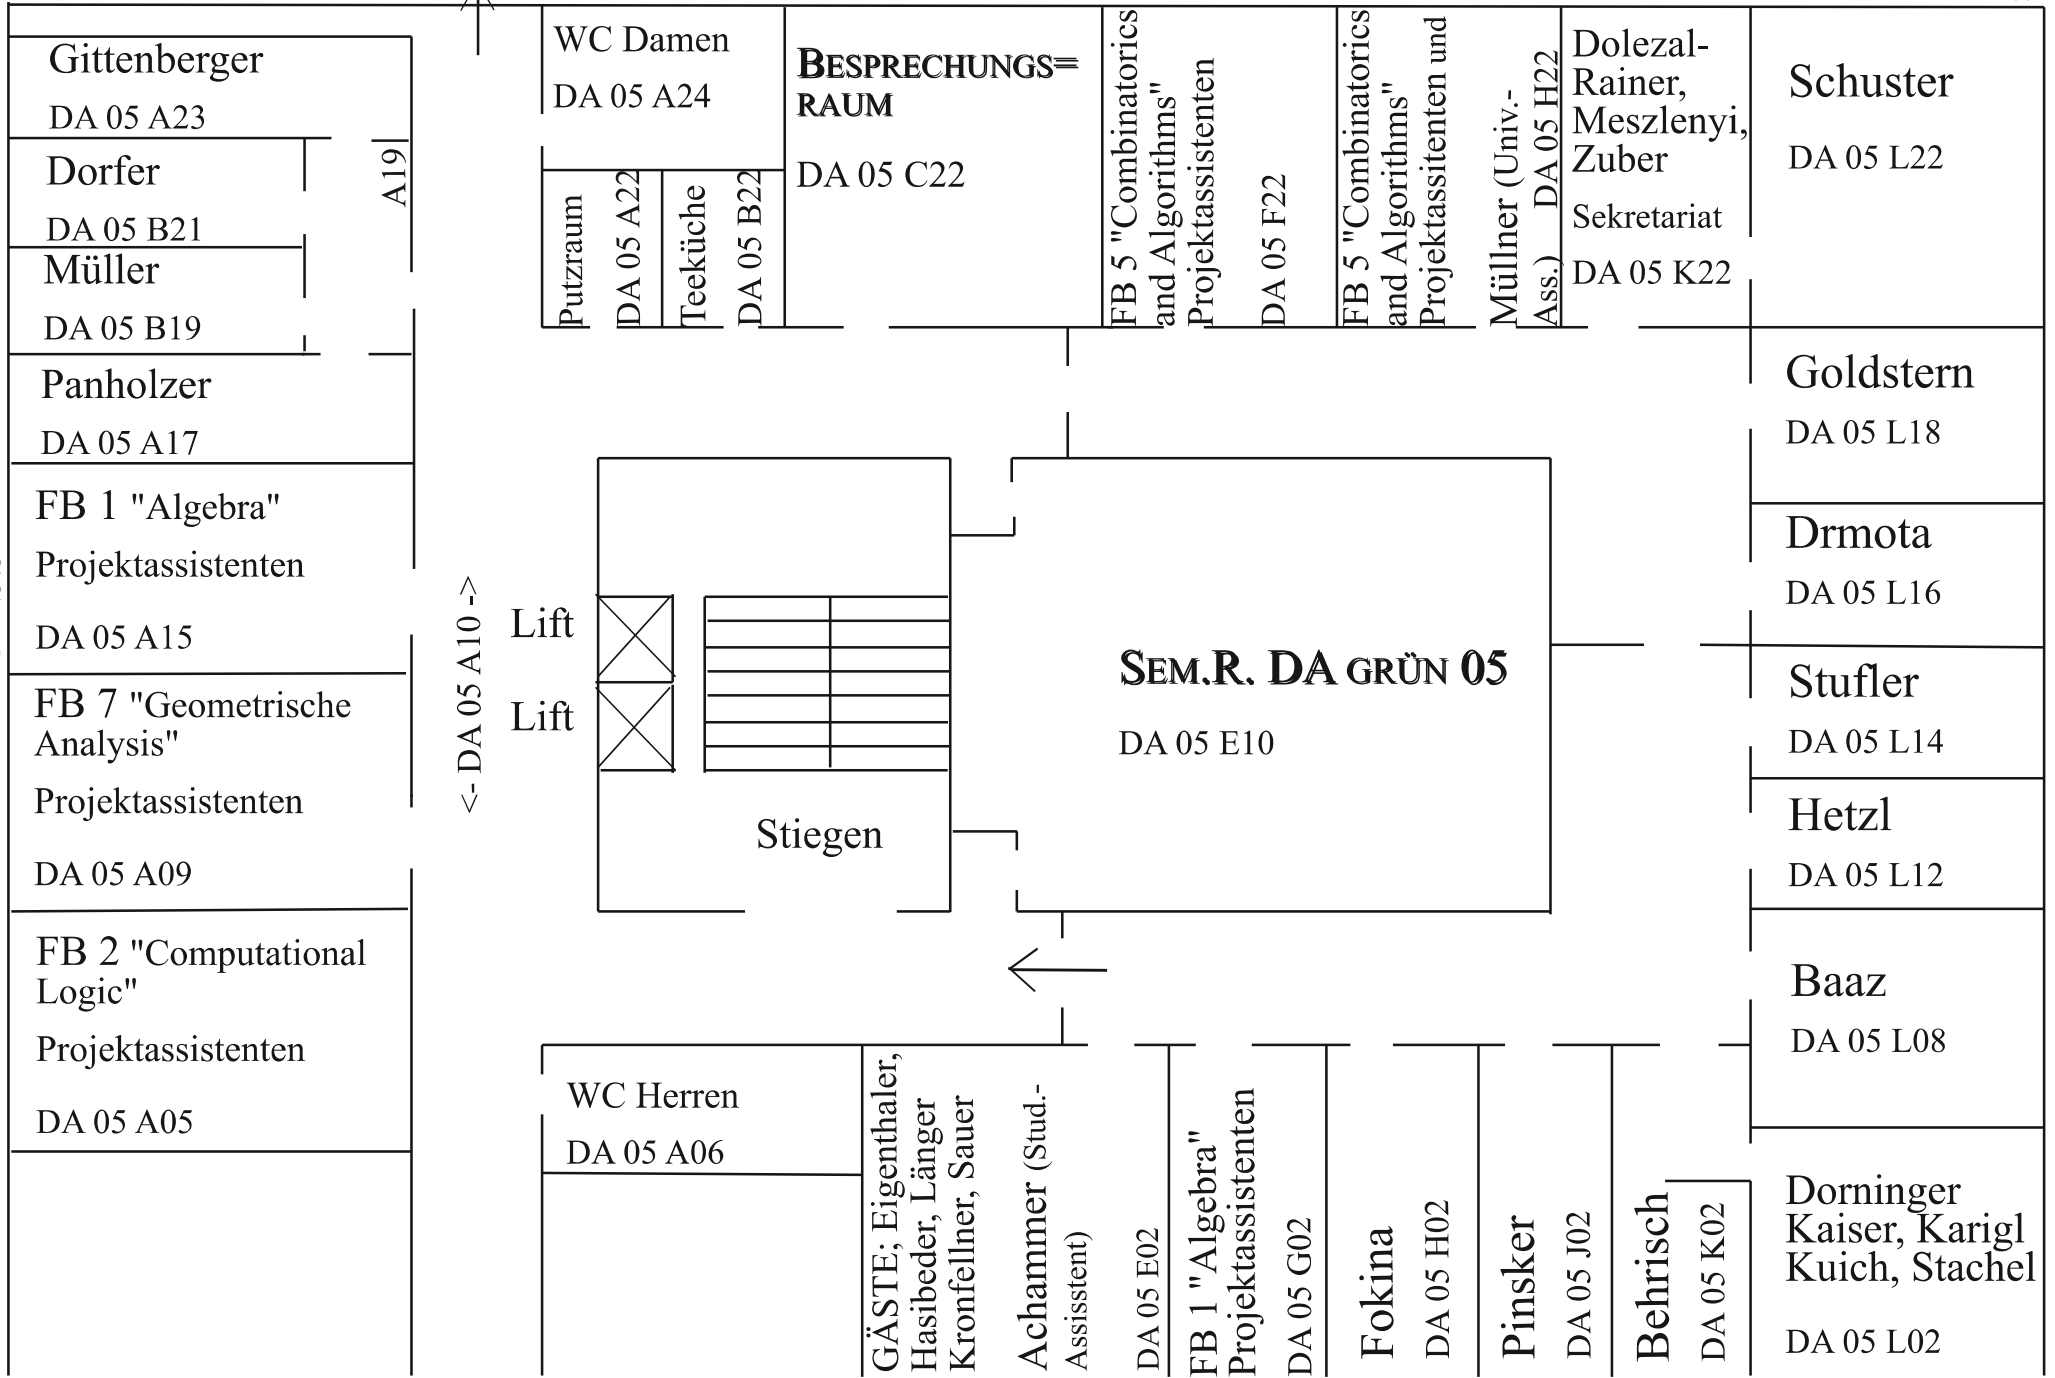 Gittenberger
DA 05 A23
Dorfer
DA 05 B21
A19
Müller
DA 05 B19
Panholzer
DA 05 A17
FB 1 "Algebra"
Projektassistenten
DA 05 A15
FB 7 "Geometrische
Analysis"
Projektassistenten
DA 05 A09
FB 2 "Computational
Logic"
Projektassistenten
DA 05 A05
<- DA 05 A10 ->
WC Damen
DA 05 A24
Putzraum
DA 05 A22
Teeküche
DA 05 B22
BESPRECHUNGS=
RAUM
DA 05 C22
FB 5 "Combinatorics
and Algorithms"
Projektassistenten
DA 05 F22
FB 5 "Combinatorics
and Algorithms"
Projektassitenten und
Müllner (Univ.-
Ass.) DA 05 H22
Dolezal-
Rainer,
Meszlenyi,
Zuber
Sekretariat
DA 05 K22
Schuster
DA 05 L22
Lift
Lift
Stiegen
SEM.R. DA GRÜN 05
DA 05 E10
Goldstern
DA 05 L18
Drmota
DA 05 L16
Stufler
DA 05 L14
Hetzl
DA 05 L12
Baaz
DA 05 L08
WC Herren
DA 05 A06
GÄSTE; Eigenthaler,
Hasibeder, Länger
Kronfellner, Sauer
Achammer (Stud.-
Assisstent)
DA 05 E02
FB 1 "Algebra"
Projektassistenten
DA 05 G02
Fokina
DA 05 H02
Pinsker
DA 05 J02
Behrisch
DA 05 K02
Dorninger
Kaiser, Karigl
Kuich, Stachel
DA 05 L02